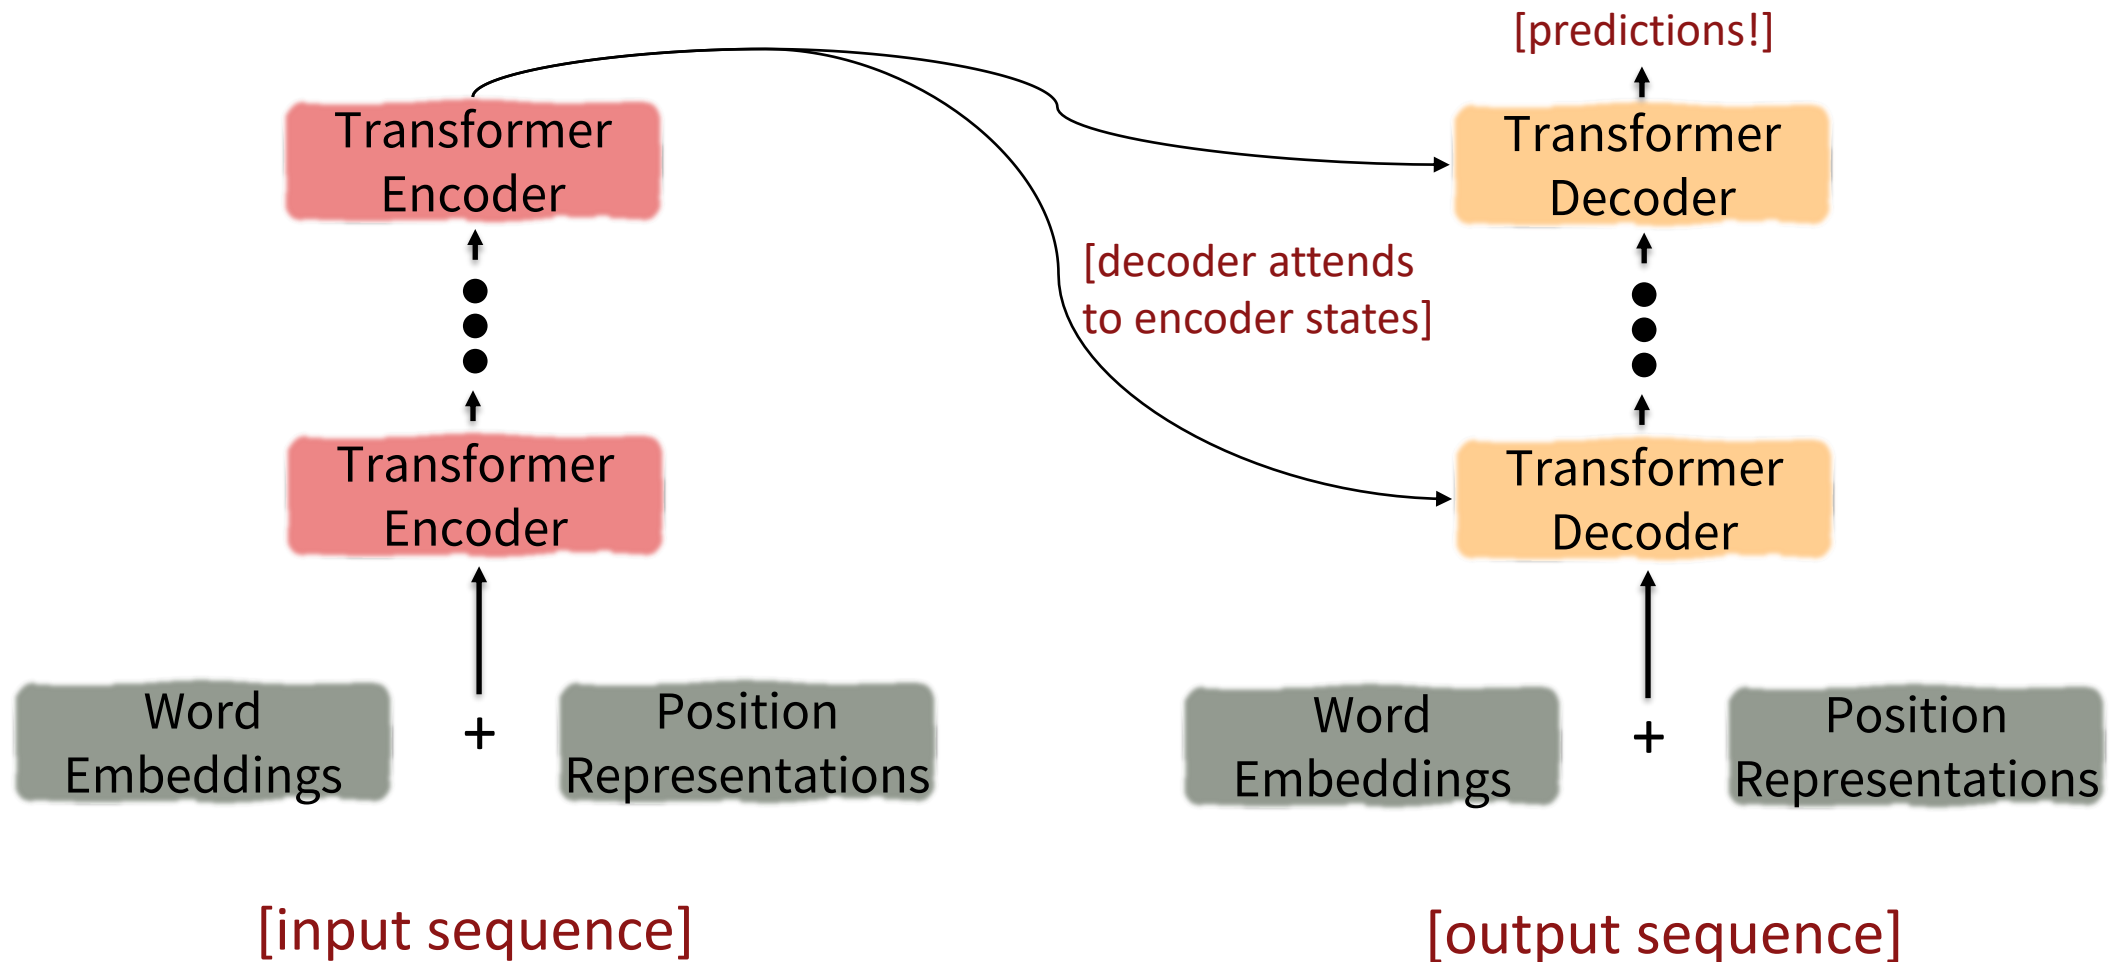 [predictions!]
Transformer
Encoder
Transformer
Decoder
[decoder attends
to encoder states]
Transformer
Encoder
Transformer
Decoder
Word
Embeddings
+
Position
Representations
Word
Embeddings
+
Position
Representations
[input sequence]
[output sequence]